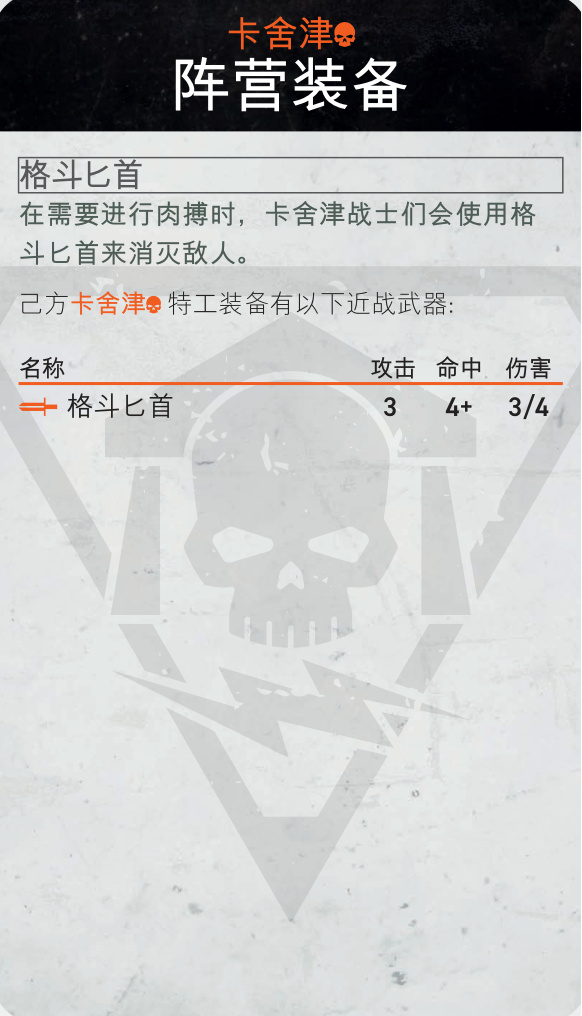 卡舍津
阵营装备
格斗匕首
在需要进行肉搏时，卡舍津战士们会使用格
斗匕首来消灭敌人。
己方卡舍津 特工装备有以下近战武器:
名称 攻击 命中 伤害
格斗匕首 3 4+ 3/4